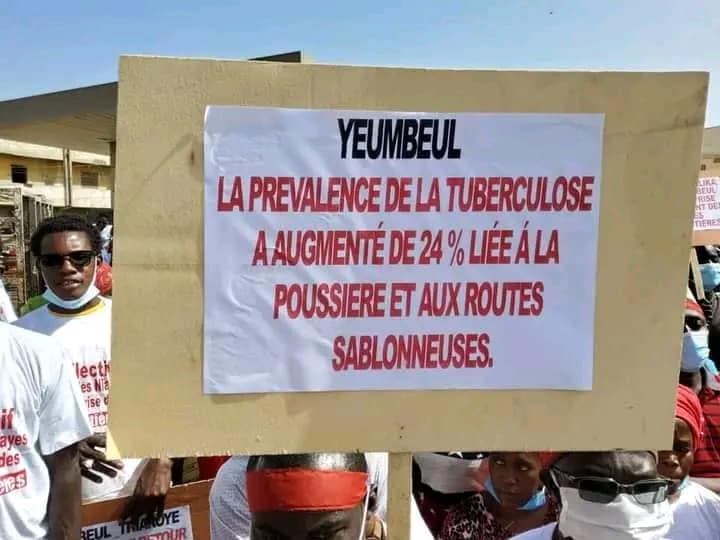 YEUMBEUL
LA PREVALENCE DE LA TUBERCULOSE
A AUGMENTÉ DE 24 % LIÉE Á LA
POUSSIERE ET AUX ROUTES
SABLONNEUSES.